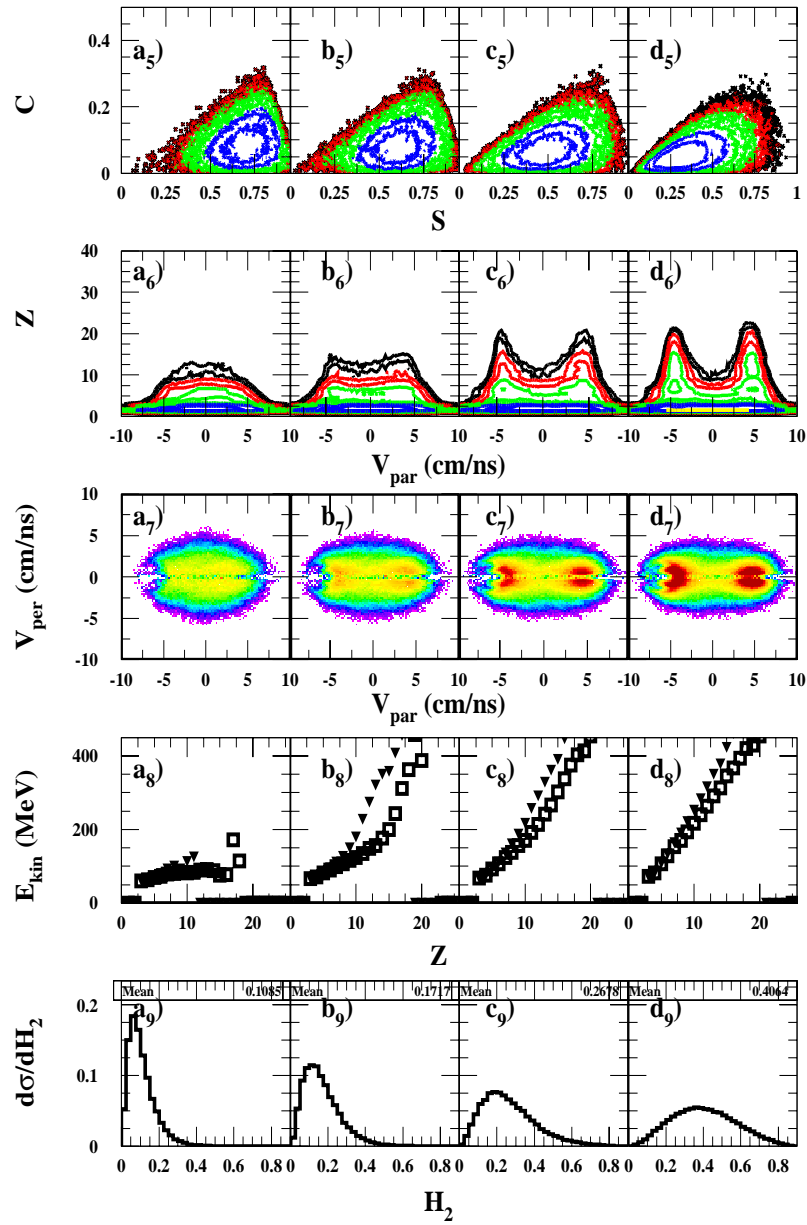 a5) b5) c5) d5)
0.4
0.2
0
C
0 0.25 0.5 0.75 0 0.25 0.5 0.75 0 0.25 0.5 0.75 0 0.25 0.5 0.75 1
S
a6) b6) c6) d6)
40
30
20
10
0
Z
-10 -5 0 5 -10 -5 0 5 -10 -5 0 5 -10 -5 0 5 10
Vpar (cm/ns)
a7) b7) c7) d7)
10
5
0
-5
-10
Vper (cm/ns)
-10 -5 0 5 10 -5 0 5 10 -5 0 5 10 -5 0 5 10
Vpar (cm/ns)
a8) b8) c8) d8)
400
200
0
Ekin (MeV)
0 10 20 0 10 20 0 10 20 0 10 20
Z
Mean 0.1085 Mean 0.1717 Mean 0.2678 Mean 0.4064
a9) b9) c9) d9)
0.2
0.1
0
dσ/dH2
0 0.2 0.4 0.6 0.8 0 0.2 0.4 0.6 0.8 0 0.2 0.4 0.6 0.8 0 0.2 0.4 0.6 0.8
H2